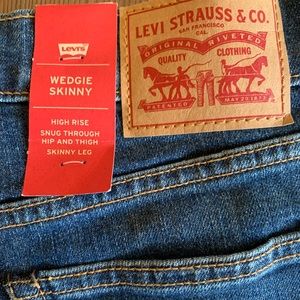 Levi's
WEDGIE
SKINNY
HIGH RISE
SNUG THROUGH
HIP AND THIGH
SKINNY LEG
LEVI STRAUSS & CO.
SAN FRANCISCO
CAL.
ORIGINAL RIVETED
QUALITY CLOTHING
PATENTED MAY 20 1873